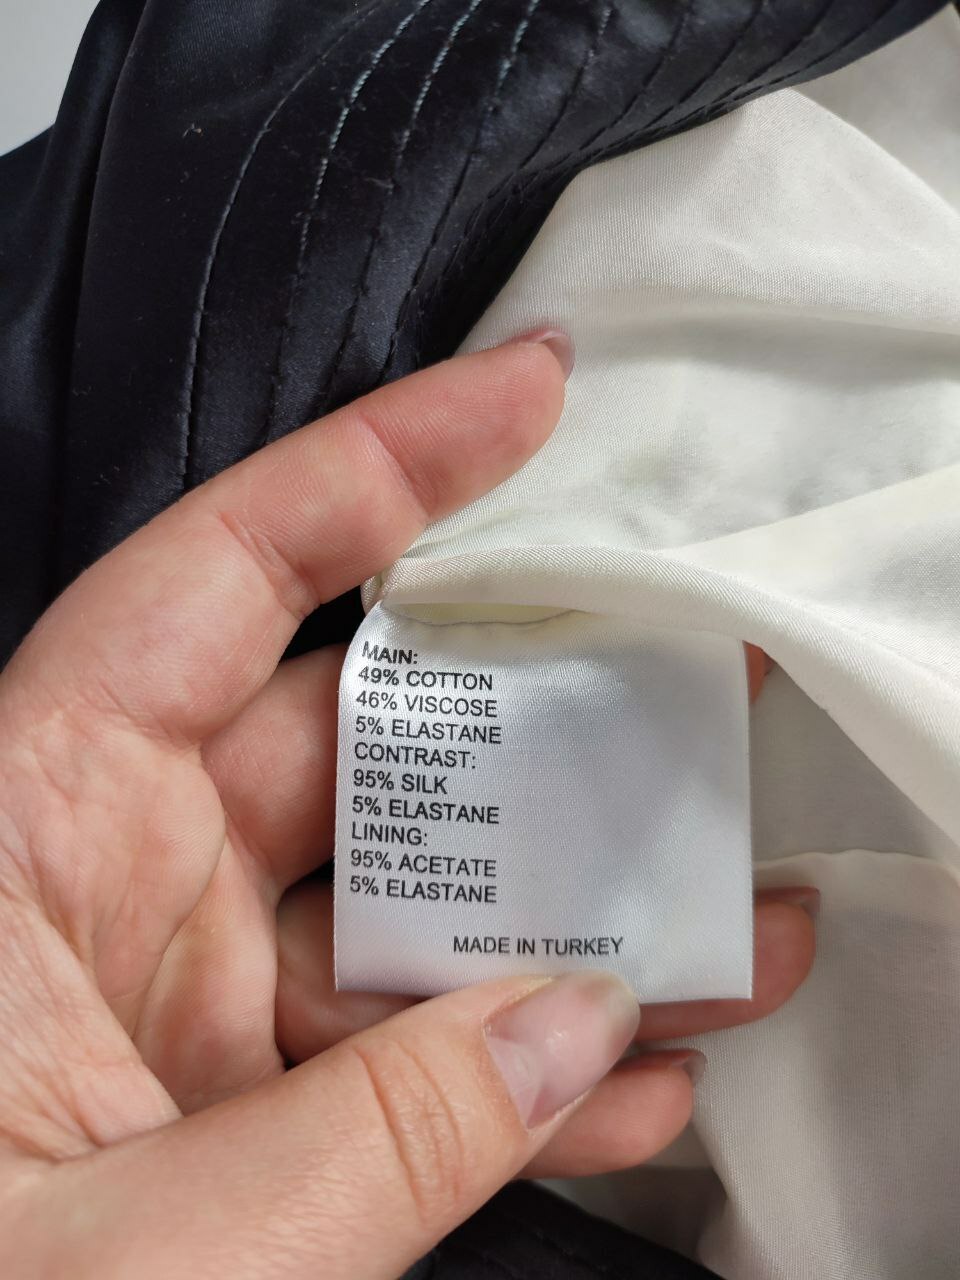 MAIN:
49% COTTON
46% VISCOSE
5% ELASTANE
CONTRAST:
95% SILK
5% ELASTANE
LINING:
95% ACETATE
5% ELASTANE
MADE IN TURKEY